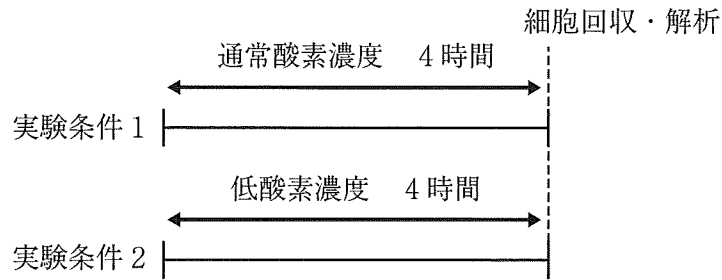 細胞回収・解析
通常酸素濃度 4時間
実験条件1
低酸素濃度 4時間
実験条件2